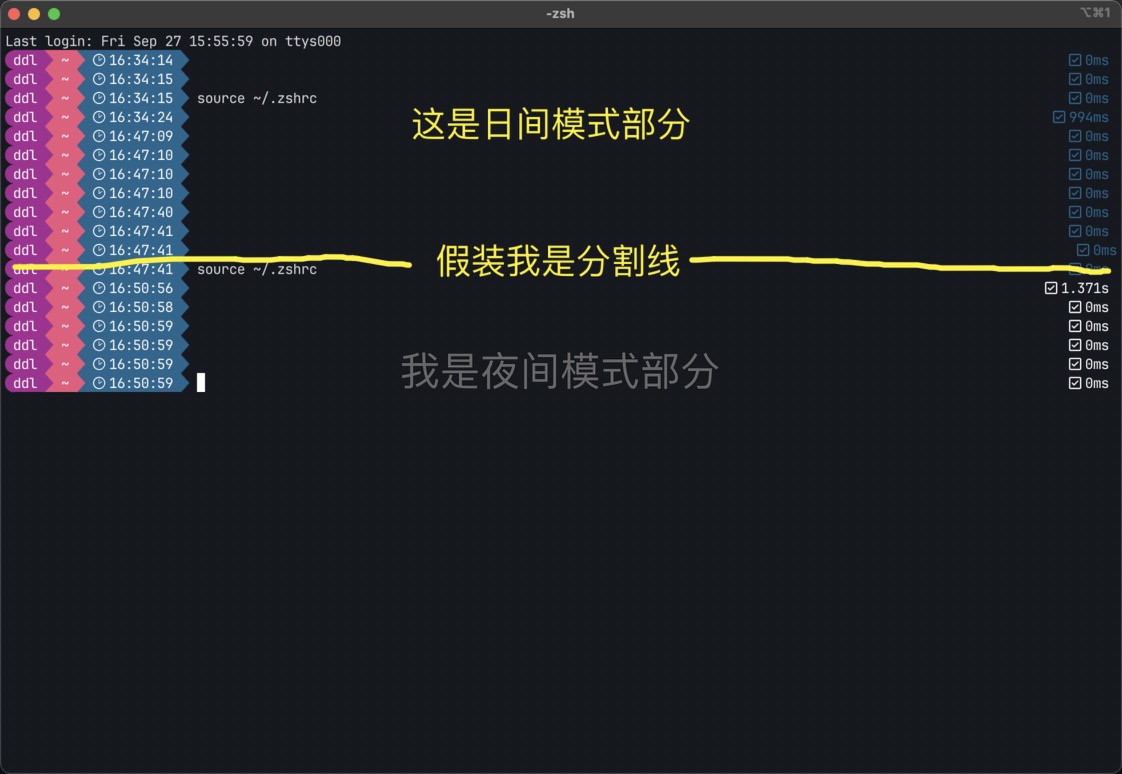 -zsh ⌥⌘1
Last login: Fri Sep 27 15:55:59 on ttys000
ddl ~ 16:34:14 0ms
ddl ~ 16:34:15 0ms
ddl ~ 16:34:15 source ~/.zshrc 0ms
这是日间模式部分
ddl ~ 16:34:24 994ms
ddl ~ 16:47:09 0ms
ddl ~ 16:47:10 0ms
ddl ~ 16:47:10 0ms
ddl ~ 16:47:10 0ms
ddl ~ 16:47:40 0ms
ddl ~ 16:47:41 0ms
ddl ~ 16:47:41 0ms
假装我是分割线
ddl ~ 16:47:41 source ~/.zshrc 0ms
ddl ~ 16:50:56 1.371s
ddl ~ 16:50:58 0ms
ddl ~ 16:50:59 0ms
ddl ~ 16:50:59 0ms
我是夜间模式部分
ddl ~ 16:50:59 0ms
ddl ~ 16:50:59 0ms